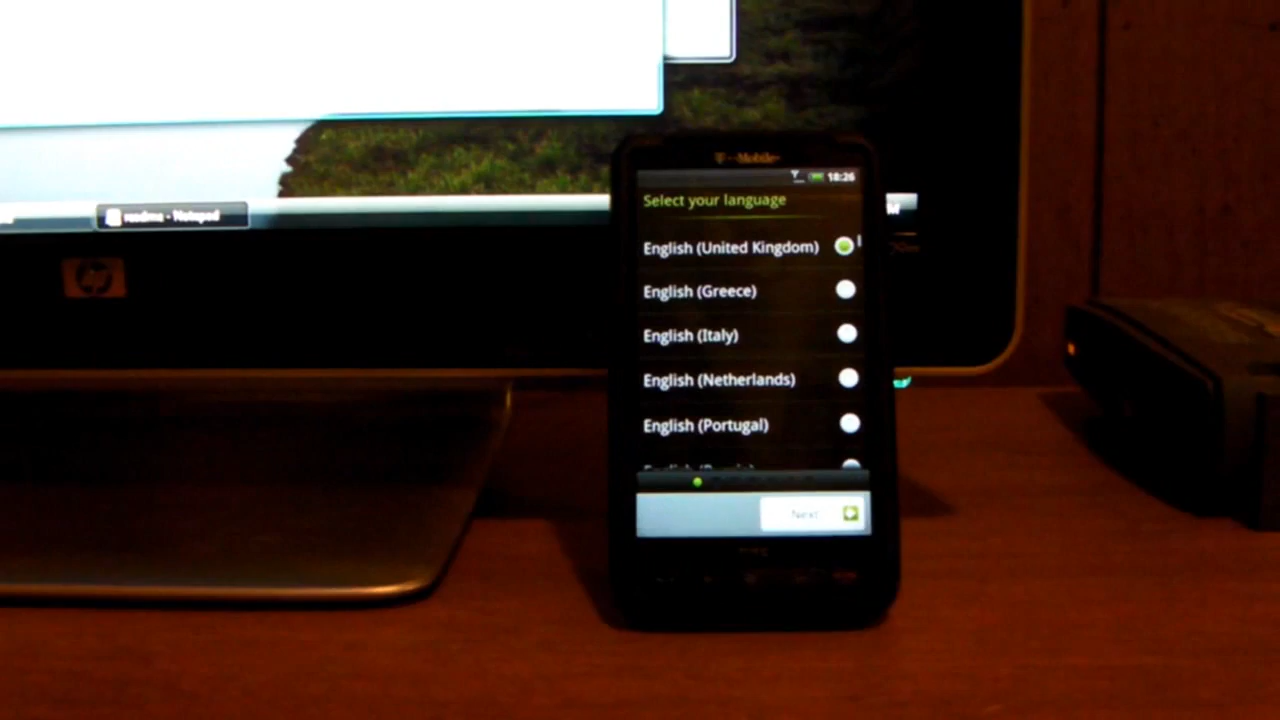 readme - Notepad
hp
T··Mobile
18:26
Select your language
English (United Kingdom)
English (Greece)
English (Italy)
English (Netherlands)
English (Portugal)
Next